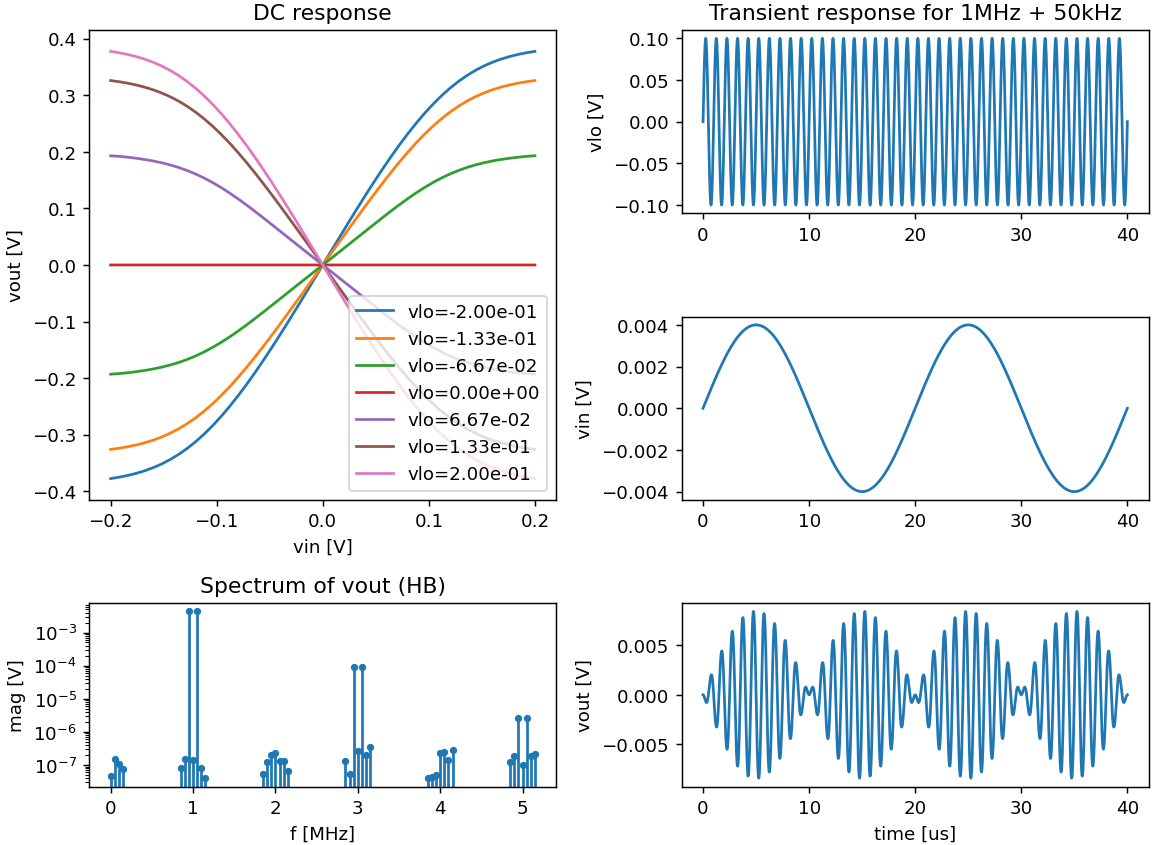 DC response
0.4
0.3
0.2
0.1
0.0
−0.1
−0.2
−0.3
−0.4
vout [V]
−0.2 −0.1 0.0 0.1 0.2
vin [V]
vlo=-2.00e-01
vlo=-1.33e-01
vlo=-6.67e-02
vlo=0.00e+00
vlo=6.67e-02
vlo=1.33e-01
vlo=2.00e-01
Transient response for 1MHz + 50kHz
0.10
0.05
0.00
−0.05
−0.10
vlo [V]
0 10 20 30 40
0.004
0.002
0.000
−0.002
−0.004
vin [V]
0 10 20 30 40
Spectrum of vout (HB)
10−3
10−4
10−5
10−6
10−7
mag [V]
0 1 2 3 4 5
f [MHz]
0.005
0.000
−0.005
vout [V]
0 10 20 30 40
time [us]